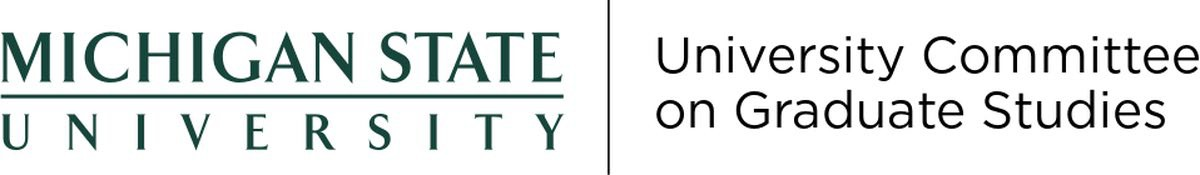 MICHIGAN STATE
UNIVERSITY
University Committee
on Graduate Studies